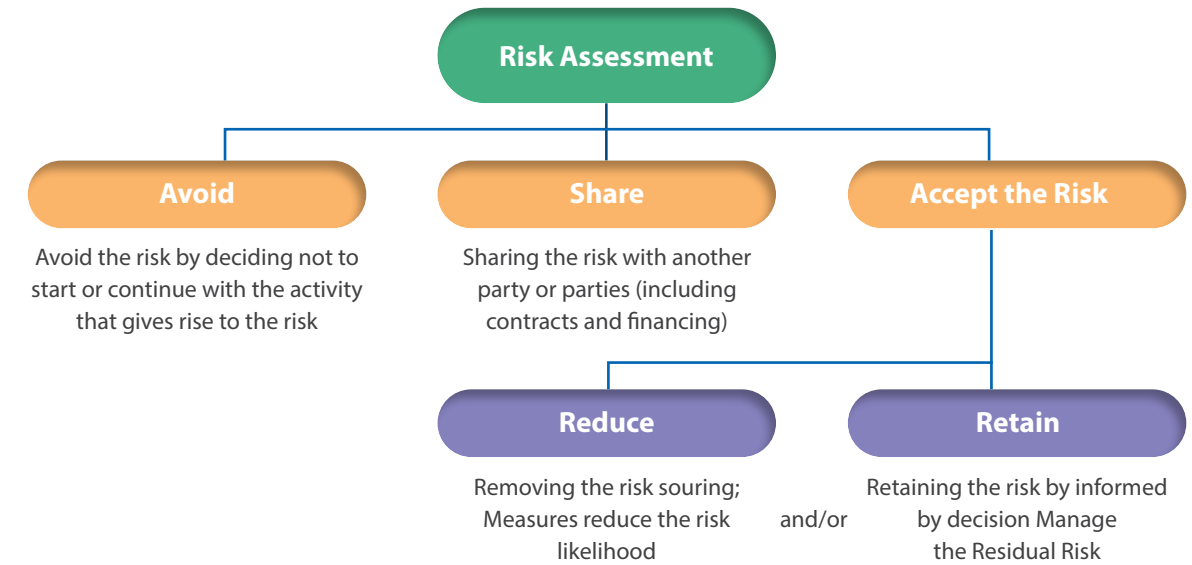 Risk Assessment
Avoid
Share
Accept the Risk
Avoid the risk by deciding not to
start or continue with the activity
that gives rise to the risk
Sharing the risk with another
party or parties (including
contracts and financing)
Reduce
Retain
Removing the risk souring;
Measures reduce the risk
likelihood
and/or
Retaining the risk by informed
by decision Manage
the Residual Risk